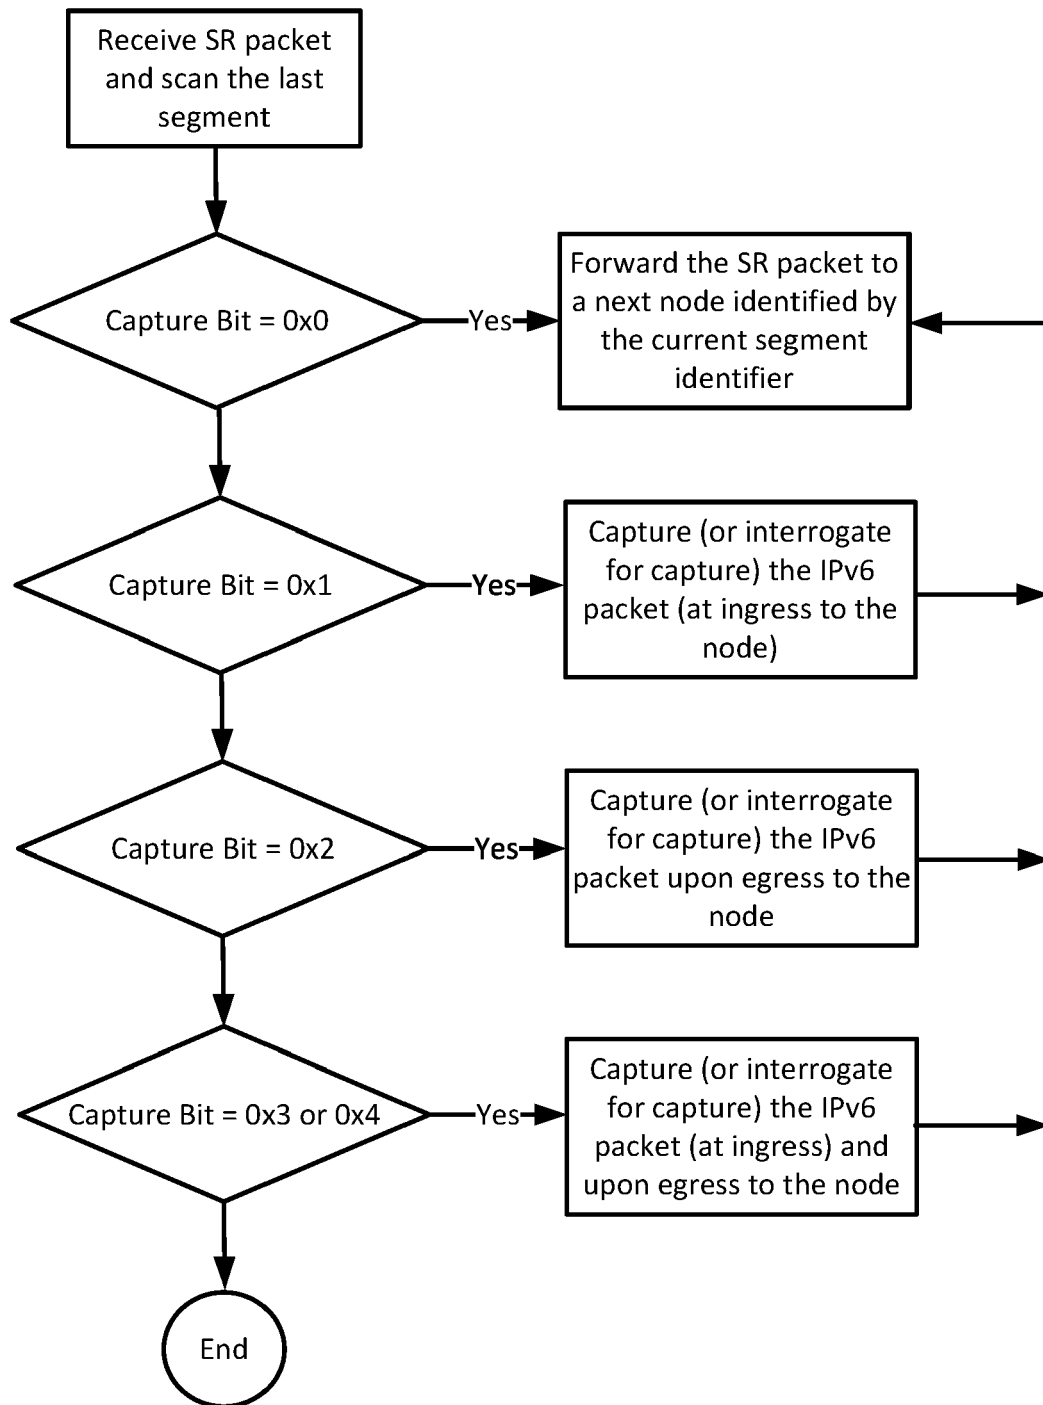 Receive SR packet
and scan the last
segment
Capture Bit = 0x0
Yes
Forward the SR packet to
a next node identified by
the current segment
identifier
Capture Bit = 0x1
Yes
Capture (or interrogate
for capture) the IPv6
packet (at ingress to the
node)
Capture Bit = 0x2
Yes
Capture (or interrogate
for capture) the IPv6
packet upon egress to the
node
Capture Bit = 0x3 or 0x4
Yes
Capture (or interrogate
for capture) the IPv6
packet (at ingress) and
upon egress to the node
End